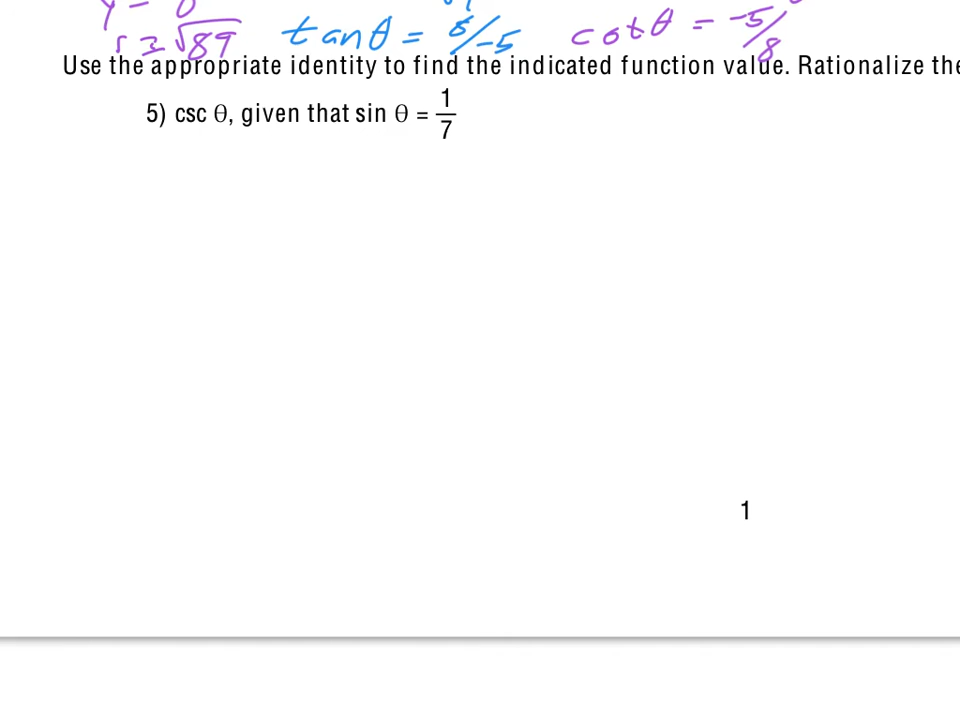 r = √89 tanθ = 8/-5 cotθ = -5/8
Use the appropriate identity to find the indicated function value. Rationalize the
5) csc θ, given that sin θ = 1/7
1